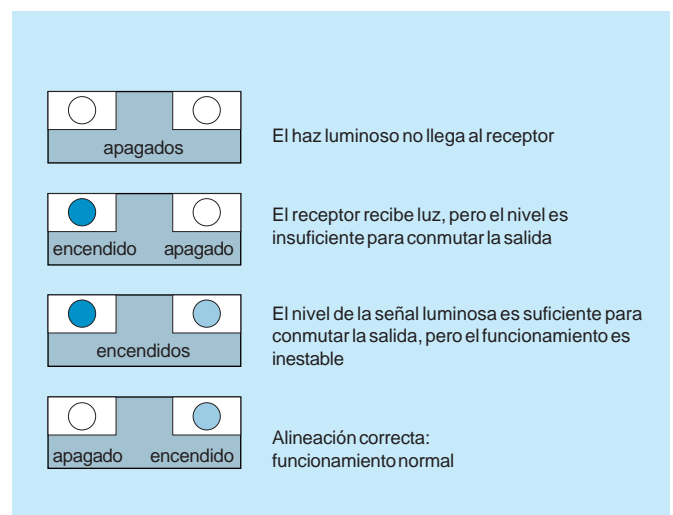 apagados
El haz luminoso no llega al receptor
encendido apagado
El receptor recibe luz, pero el nivel es
insuficiente para conmutar la salida
encendidos
El nivel de la señal luminosa es suficiente para
conmutar la salida, pero el funcionamiento es
inestable
apagado encendido
Alineación correcta:
funcionamiento normal